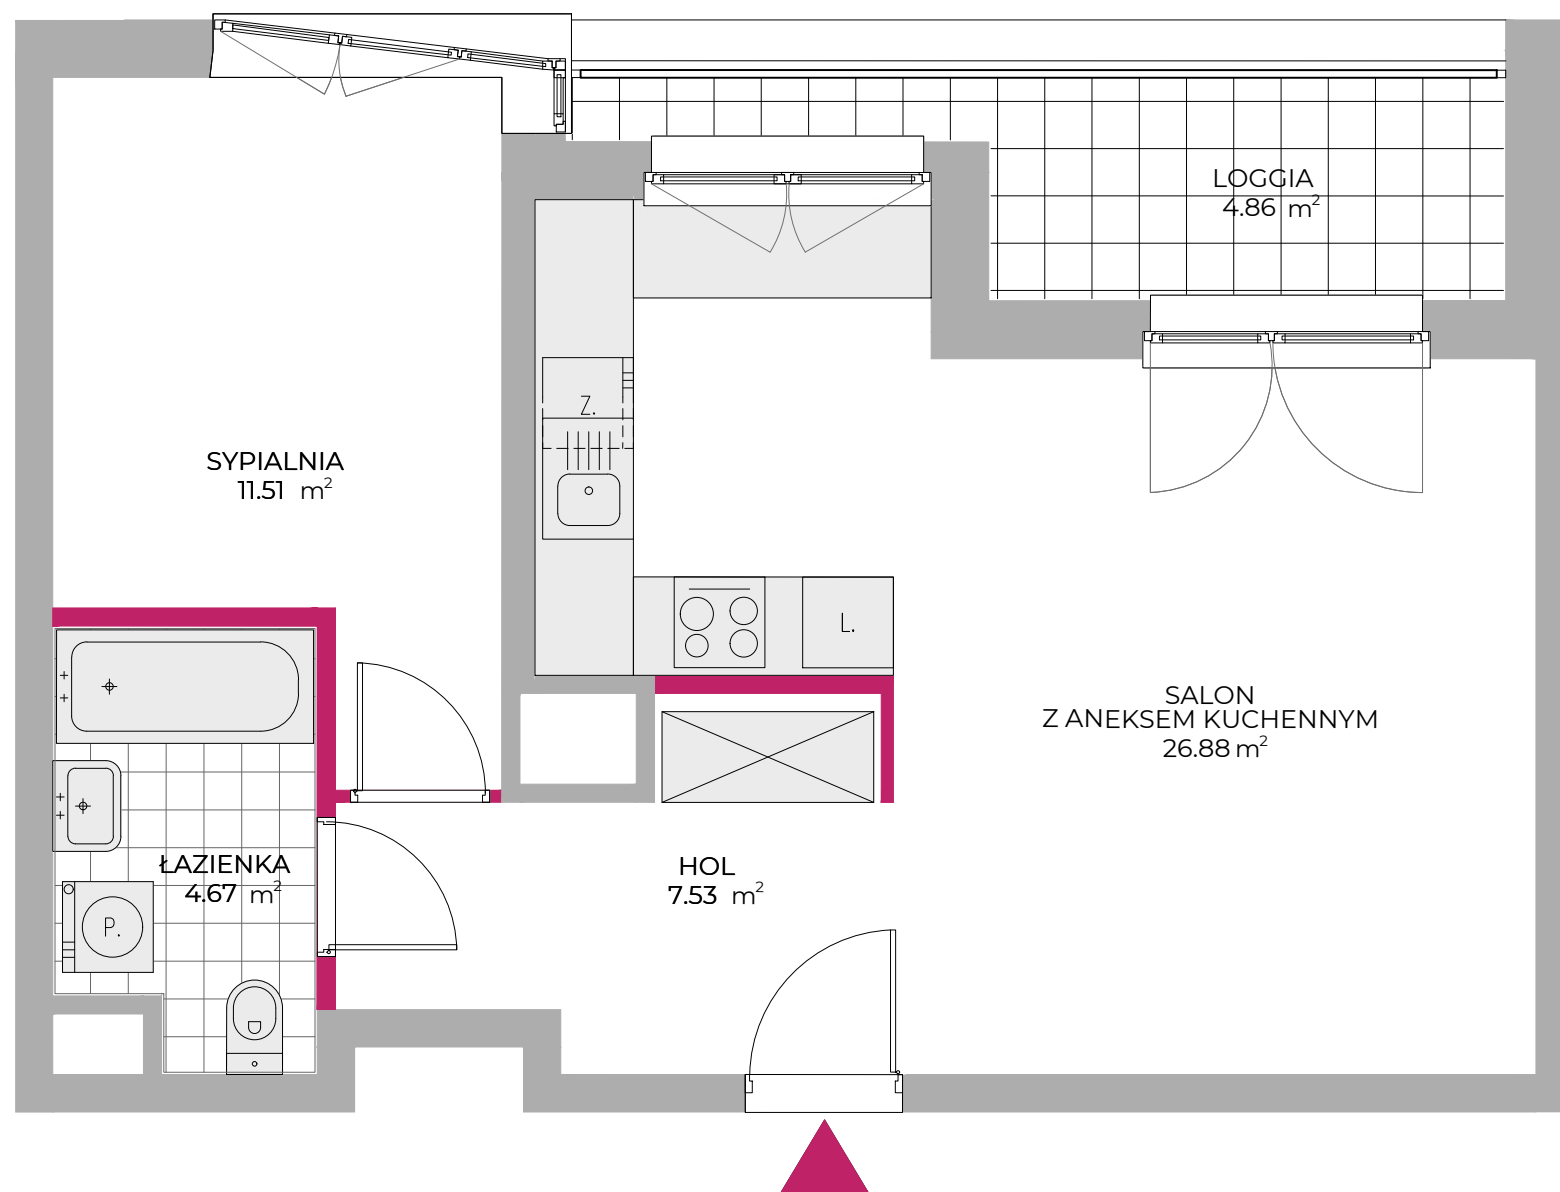 LOGGIA
4.86 m²
Z.
SYPIALNIA
11.51 m²
L.
SALON
Z ANEKSEM KUCHENNYM
26.88 m²
ŁAZIENKA
4.67 m²
HOL
7.53 m²
P.